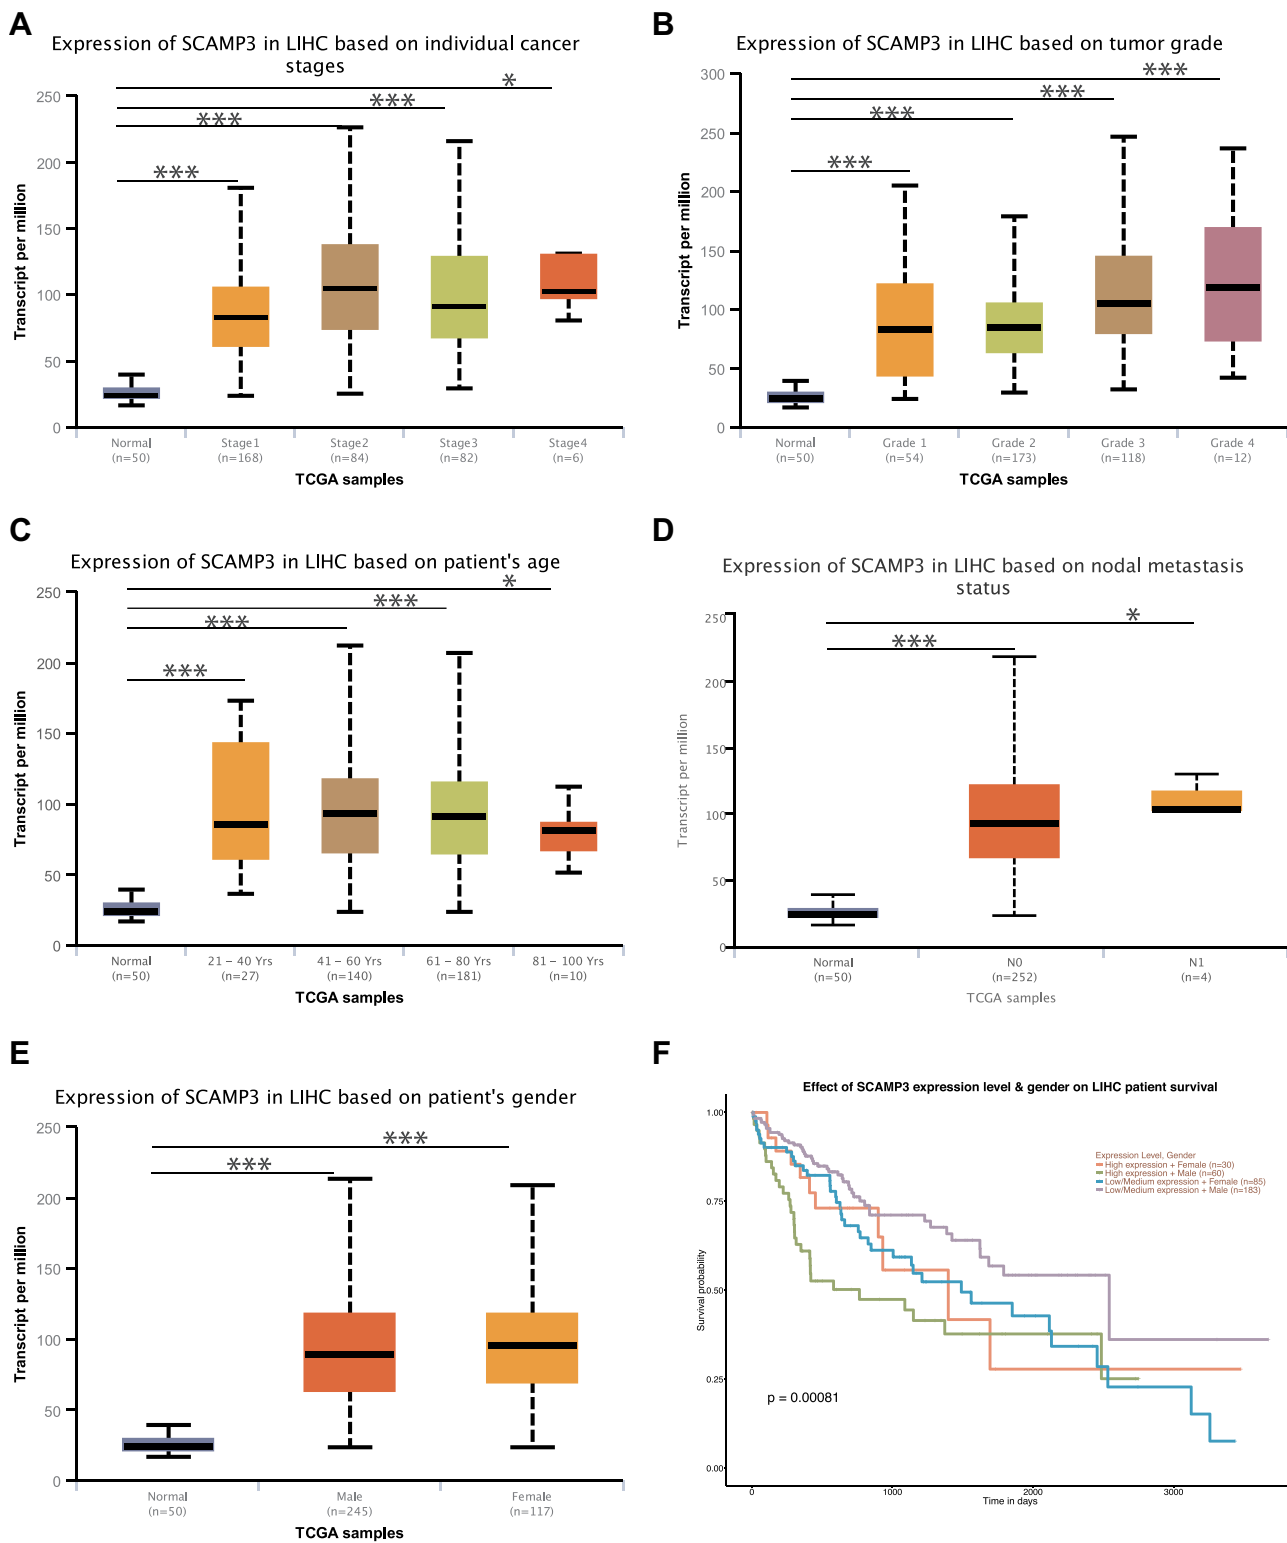 A
Expression of SCAMP3 in LIHC based on individual cancer
stages
Transcript per million
250
200
150
100
50
0
***
***
***
*
Normal
(n=50)
Stage1
(n=168)
Stage2
(n=84)
Stage3
(n=82)
Stage4
(n=6)
TCGA samples
B
Expression of SCAMP3 in LIHC based on tumor grade
Transcript per million
300
250
200
150
100
50
0
***
***
***
***
Normal
(n=50)
Grade 1
(n=54)
Grade 2
(n=173)
Grade 3
(n=118)
Grade 4
(n=12)
TCGA samples
C
Expression of SCAMP3 in LIHC based on patient's age
Transcript per million
250
200
150
100
50
0
***
***
***
*
Normal
(n=50)
21 – 40 Yrs
(n=27)
41 – 60 Yrs
(n=140)
61 – 80 Yrs
(n=181)
81 – 100 Yrs
(n=10)
TCGA samples
D
Expression of SCAMP3 in LIHC based on nodal metastasis
status
Transcript per million
250
200
150
100
50
0
***
*
Normal
(n=50)
N0
(n=252)
N1
(n=4)
TCGA samples
E
Expression of SCAMP3 in LIHC based on patient's gender
Transcript per million
250
200
150
100
50
0
***
***
Normal
(n=50)
Male
(n=245)
Female
(n=117)
TCGA samples
F
Effect of SCAMP3 expression level & gender on LIHC patient survival
Survival probability
1.00
0.75
0.50
0.25
0.00
Expression Level, Gender
High expression + Female (n=30)
High expression + Male (n=60)
Low/Medium expression + Female (n=85)
Low/Medium expression + Male (n=183)
p = 0.00081
0
1000
2000
3000
Time in days